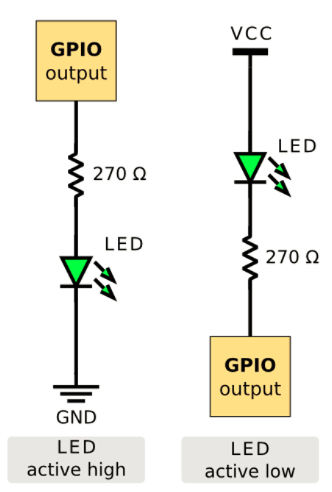 GPIO
output
270 Ω
LED
GND
LED
active high
VCC
LED
270 Ω
GPIO
output
LED
active low